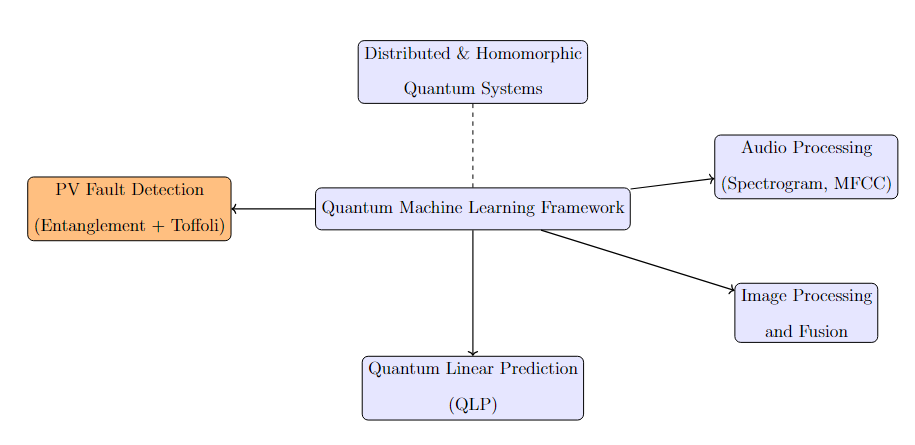 Distributed & Homomorphic
Quantum Systems
Audio Processing
(Spectrogram, MFCC)
PV Fault Detection
(Entanglement + Toffoli)
Quantum Machine Learning Framework
Image Processing
and Fusion
Quantum Linear Prediction
(QLP)